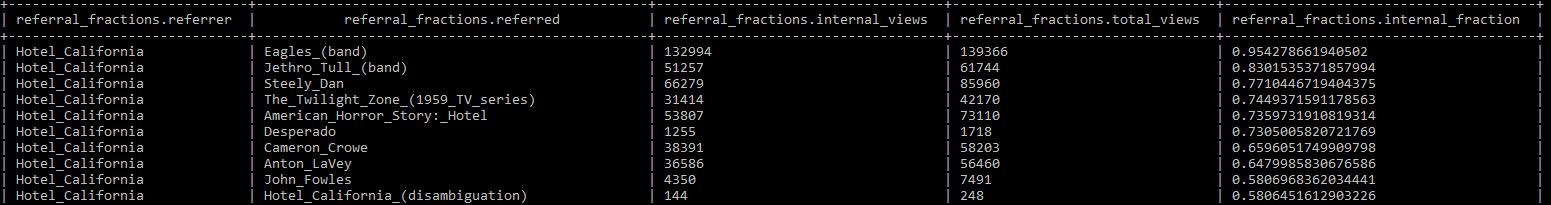 | referral_fractions.referrer | referral_fractions.referred | referral_fractions.internal_views | referral_fractions.total_views | referral_fractions.internal_fraction |
| Hotel_California | Eagles_(band) | 132994 | 139366 | 0.954278661940502 |
| Hotel_California | Jethro_Tull_(band) | 51257 | 61744 | 0.8301535371857994 |
| Hotel_California | Steely_Dan | 66279 | 85960 | 0.7710446719404375 |
| Hotel_California | The_Twilight_Zone_(1959_TV_series) | 31414 | 42170 | 0.7449371591178563 |
| Hotel_California | American_Horror_Story:_Hotel | 53807 | 73110 | 0.7359731910819314 |
| Hotel_California | Desperado | 1255 | 1718 | 0.7305005820721769 |
| Hotel_California | Cameron_Crowe | 38391 | 58203 | 0.6596051749909798 |
| Hotel_California | Anton_LaVey | 36586 | 56460 | 0.6479985830676586 |
| Hotel_California | John_Fowles | 4350 | 7491 | 0.5806968362034441 |
| Hotel_California | Hotel_California_(disambiguation) | 144 | 248 | 0.5806451612903226 |